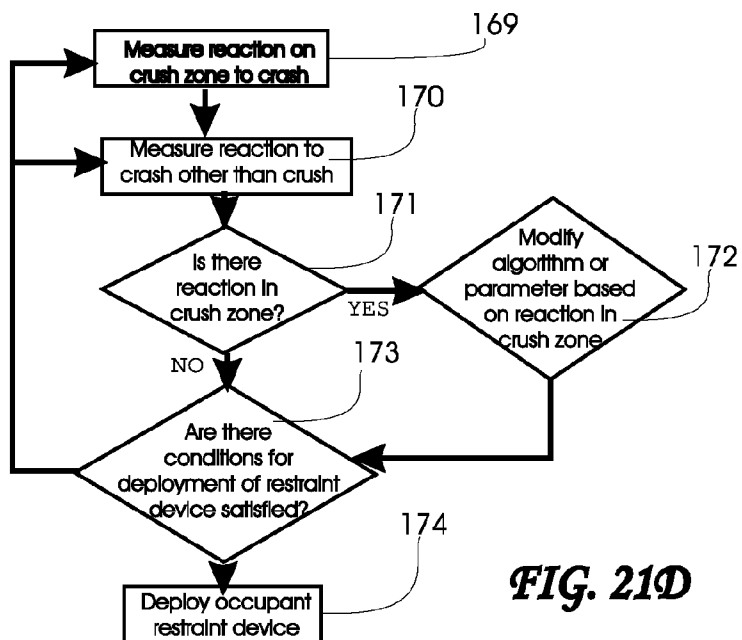 Measure reaction on
crush zone to crash
169
170
Measure reaction to
crash other than crush
171
Is there
reaction in
crush zone?
YES
NO
Modify
algorithm or
parameter based
on reaction in
crush zone
172
173
Are there
conditions for
deployment of restraint
device satisfied?
174
Deploy occupant
restraint device
FIG. 21D